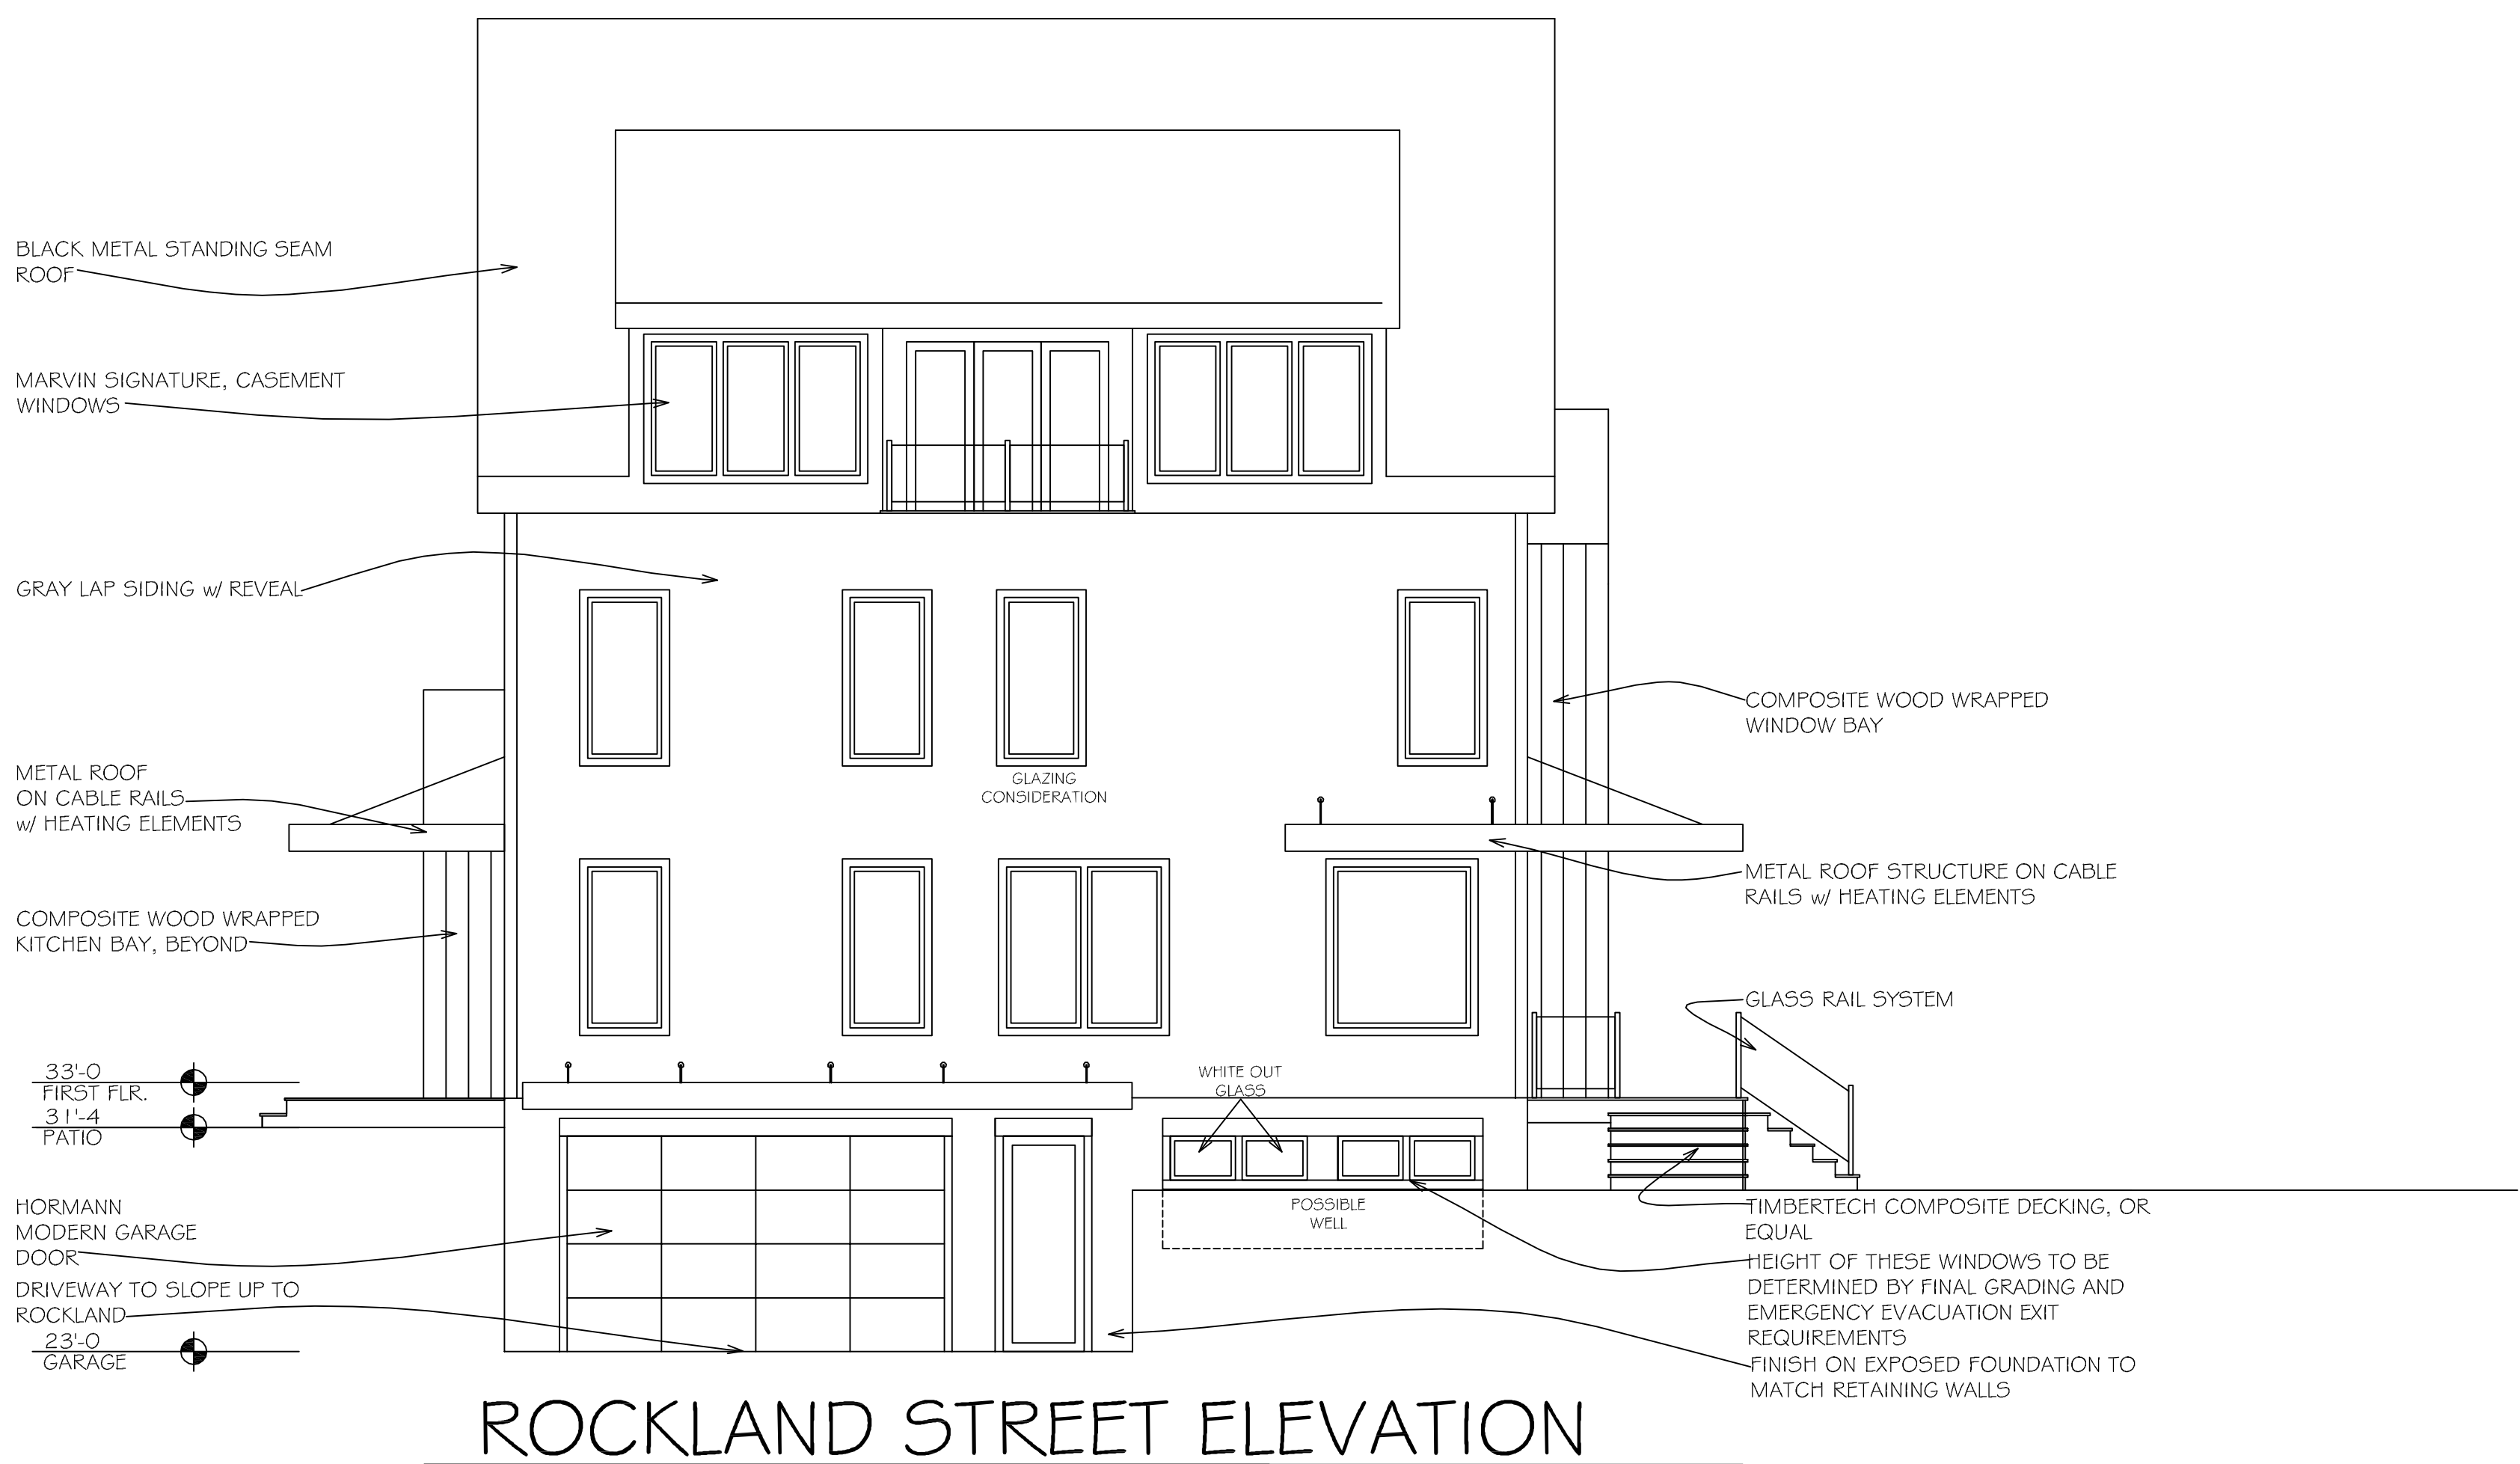 BLACK METAL STANDING SEAM
ROOF
MARVIN SIGNATURE, CASEMENT
WINDOWS
GRAY LAP SIDING w/ REVEAL
METAL ROOF
ON CABLE RAILS
w/ HEATING ELEMENTS
COMPOSITE WOOD WRAPPED
KITCHEN BAY, BEYOND
33'-0
FIRST FLR.
31'-4
PATIO
HORMANN
MODERN GARAGE
DOOR
DRIVEWAY TO SLOPE UP TO
ROCKLAND
23'-0
GARAGE
GLAZING
CONSIDERATION
WHITE OUT
GLASS
POSSIBLE
WELL
COMPOSITE WOOD WRAPPED
WINDOW BAY
METAL ROOF STRUCTURE ON CABLE
RAILS w/ HEATING ELEMENTS
GLASS RAIL SYSTEM
TIMBERTECH COMPOSITE DECKING, OR
EQUAL
HEIGHT OF THESE WINDOWS TO BE
DETERMINED BY FINAL GRADING AND
EMERGENCY EVACUATION EXIT
REQUIREMENTS
FINISH ON EXPOSED FOUNDATION TO
MATCH RETAINING WALLS
ROCKLAND STREET ELEVATION